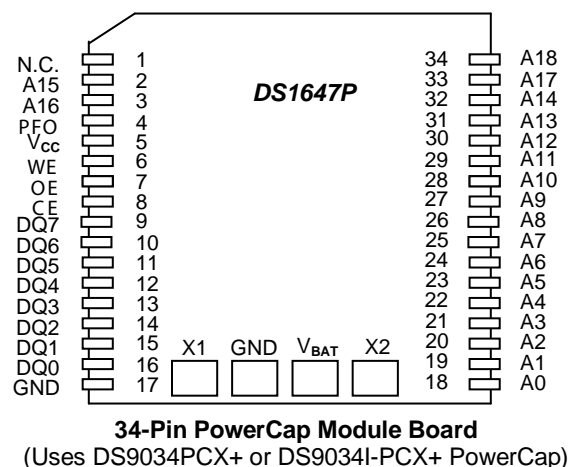 DS1647P
N.C. 1 34 A18
A15 2 33 A17
A16 3 32 A14
PFO 4 31 A13
VCC 5 30 A12
WE 6 29 A11
OE 7 28 A10
CE 8 27 A9
DQ7 9 26 A8
DQ6 10 25 A7
DQ5 11 24 A6
DQ4 12 23 A5
DQ3 13 22 A4
DQ2 14 21 A3
DQ1 15 20 A2
DQ0 16 19 A1
GND 17 18 A0
X1 GND VBAT X2
34-Pin PowerCap Module Board
(Uses DS9034PCX+ or DS9034I-PCX+ PowerCap)